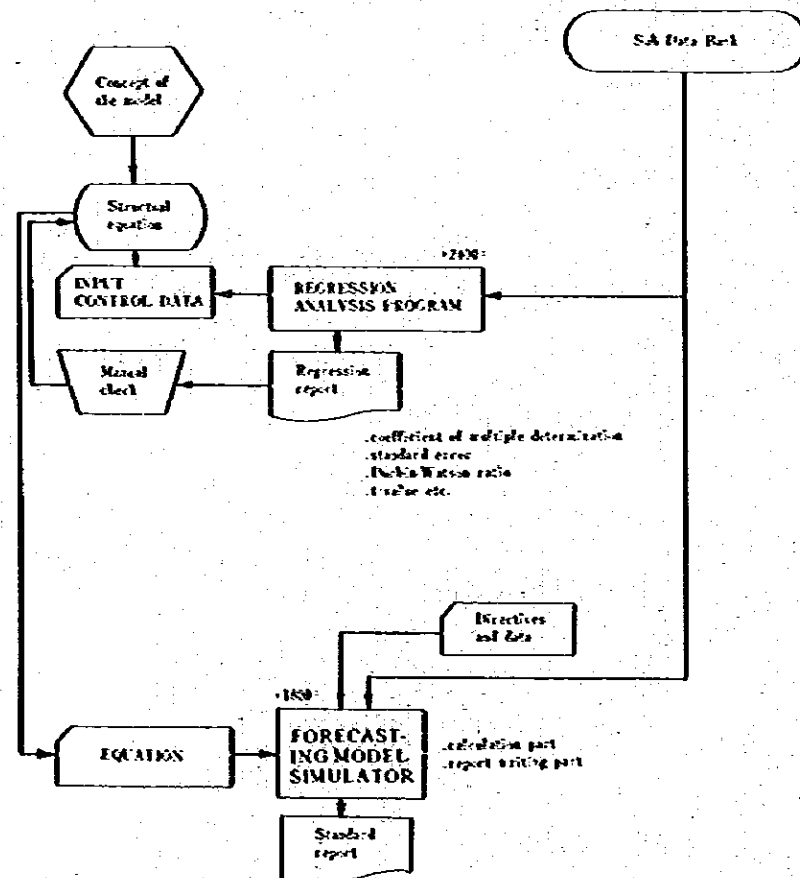 Data Bank
Concept of
the model
Structual
equation
INPUT
CONTROL DATA
REGRESSION
ANALYSIS PROGRAM
Manual
check
Regression
report
.coefficient of multiple determination
.standard error
.Durbin-Watson ratio
.t-value etc.
Directives
and data
EQUATION
FORECAST-
ING MODEL
SIMULATOR
.calculation part
.report writing part
Standard
report